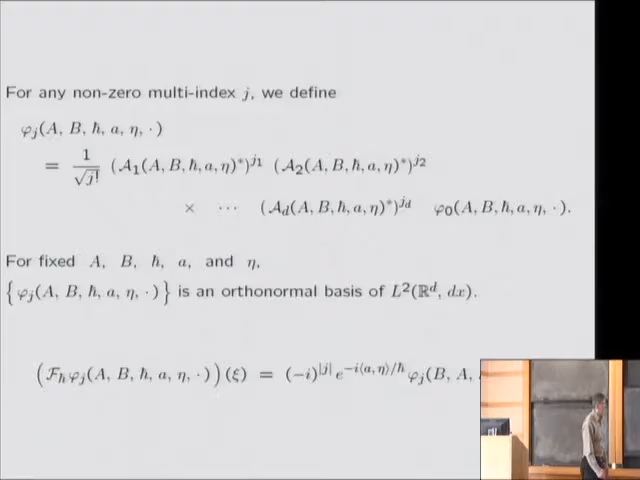 For any non-zero multi-index j, we define
φ_j(A, B, ħ, a, η, ·)
= 1/√j! (𝒜_1(A, B, ħ, a, η)*)^{j_1} (𝒜_2(A, B, ħ, a, η)*)^{j_2}
× ··· (𝒜_d(A, B, ħ, a, η)*)^{j_d} φ_0(A, B, ħ, a, η, ·).
For fixed A, B, ħ, a, and η,
{φ_j(A, B, ħ, a, η, ·)} is an orthonormal basis of L²(ℝ^d, dx).
(ℱ_ħ φ_j(A, B, ħ, a, η, ·))(ξ) = (−i)^{|j|} e^{−i⟨a,η⟩/ħ} φ_j(B, A,